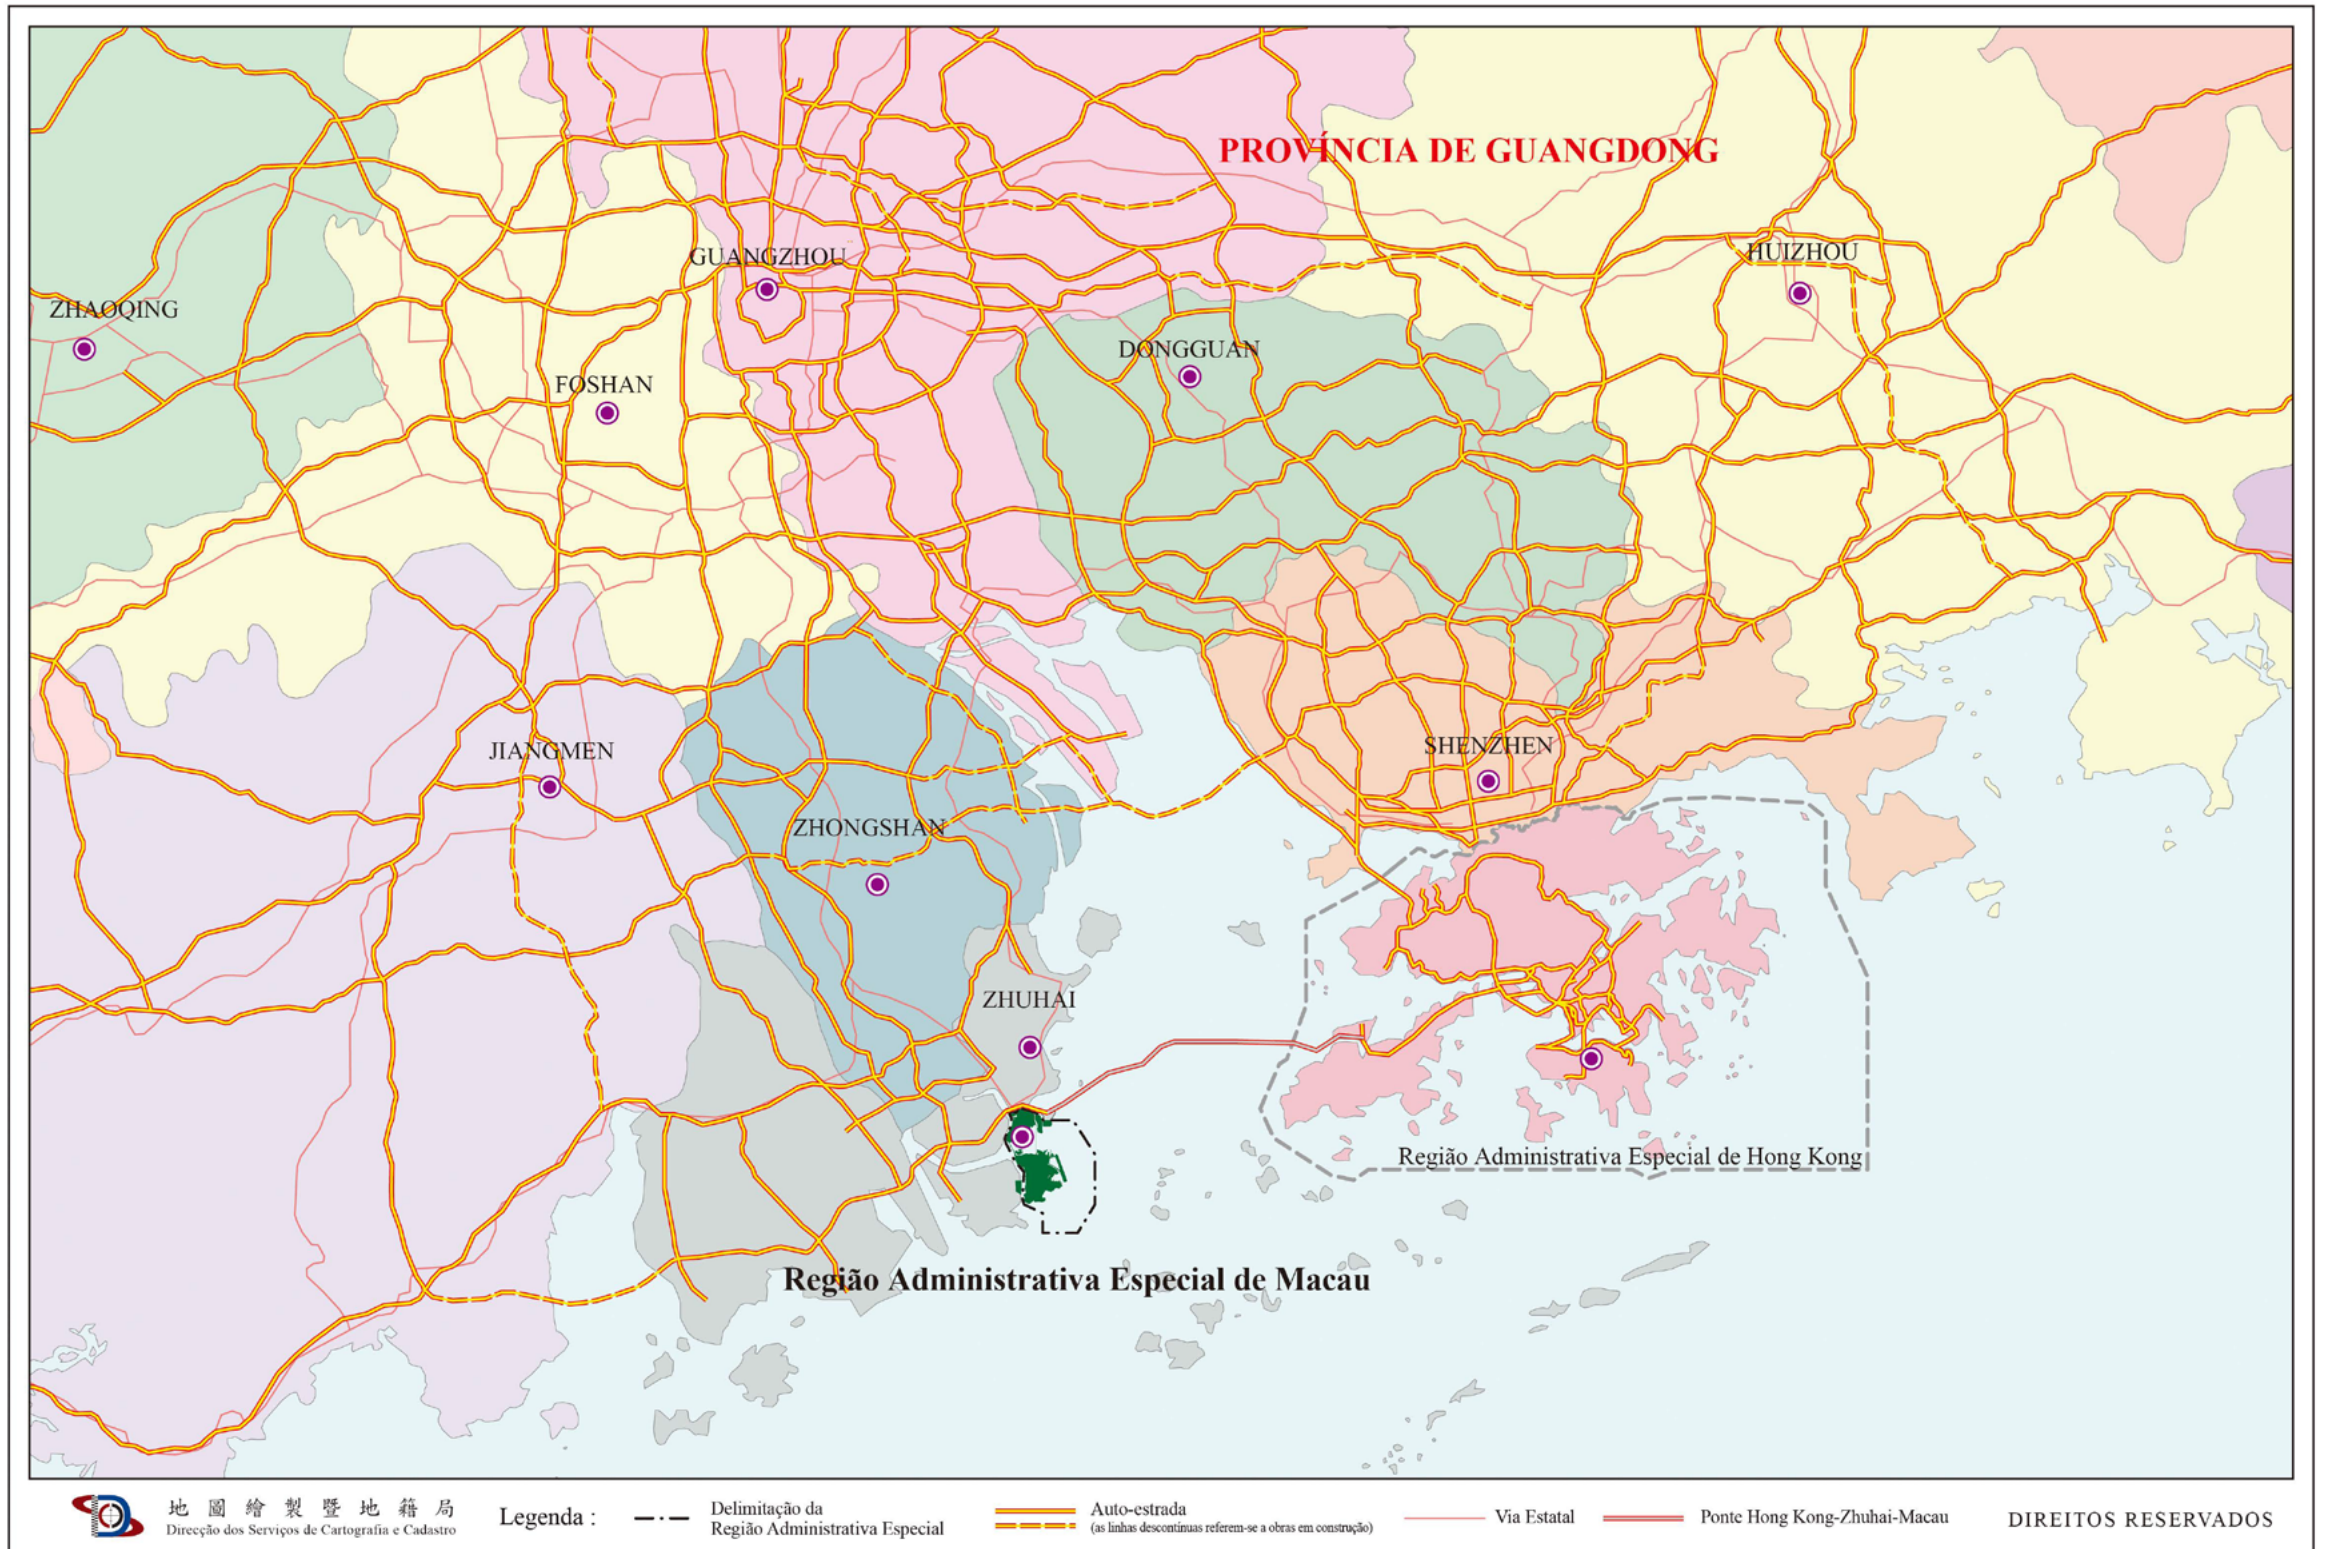 PROVÍNCIA DE GUANGDONG
GUANGZHOU
HUIZHOU
ZHAOQING
DONGGUAN
FOSHAN
JIANGMEN
SHENZHEN
ZHONGSHAN
ZHUHAI
Região Administrativa Especial de Hong Kong
Região Administrativa Especial de Macau
地圖繪製暨地籍局
Direcção dos Serviços de Cartografia e Cadastro
Legenda :
Delimitação da
Região Administrativa Especial
Auto-estrada
(as linhas descontínuas referem-se a obras em construção)
Via Estatal
Ponte Hong Kong-Zhuhai-Macau
DIREITOS RESERVADOS